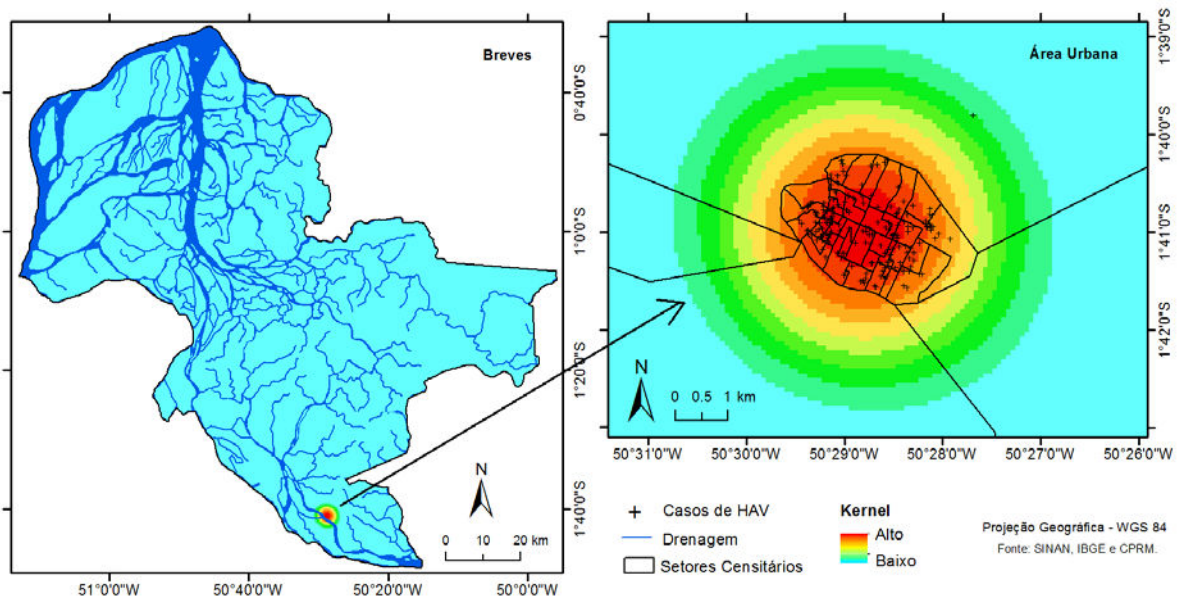 Breves
0°40'0"S
1°0'0"S
1°20'0"S
1°40'0"S
N
0 10 20 km
51°0'0"W 50°40'0"W 50°20'0"W 50°0'0"W
Área Urbana
1°39'0"S
1°40'0"S
1°41'0"S
1°42'0"S
N
0 0.5 1 km
50°31'0"W 50°30'0"W 50°29'0"W 50°28'0"W 50°27'0"W 50°26'0"W
Casos de HAV
Drenagem
Setores Censitários
Kernel
Alto
Baixo
Projeção Geográfica - WGS 84
Fonte: SINAN, IBGE e CPRM.